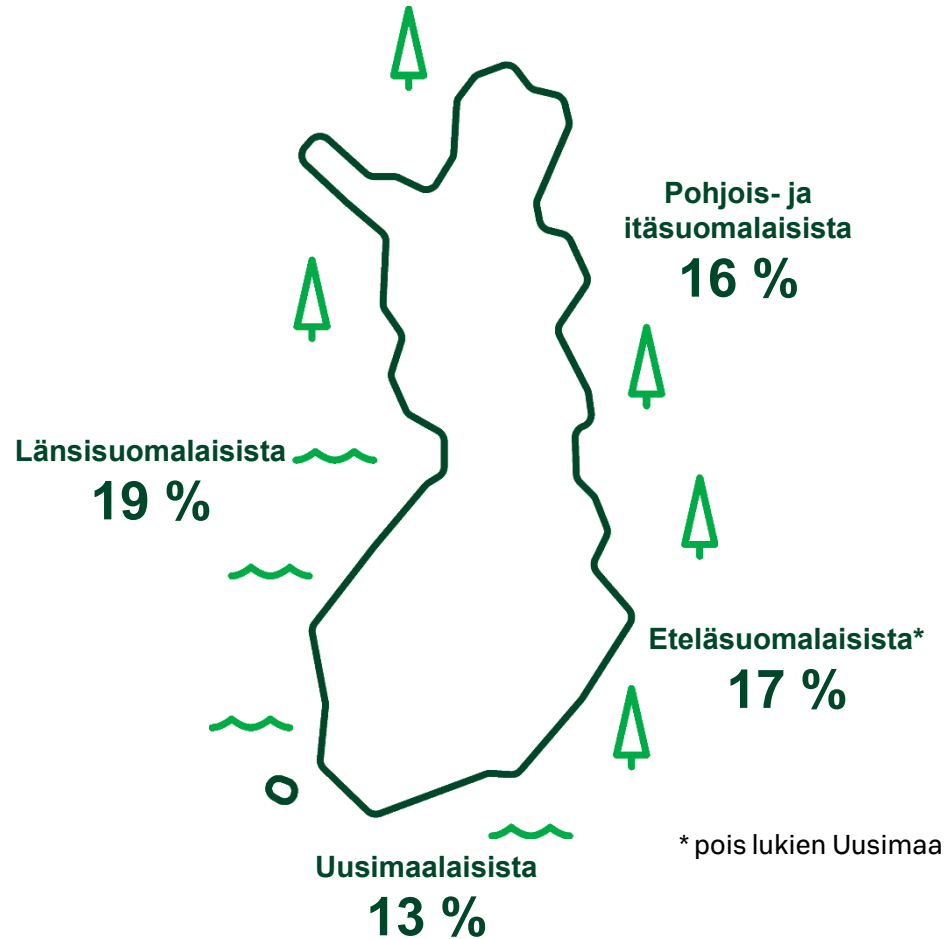 Pohjois- ja
itäsuomalaisista
16 %
Länsisuomalaisista
19 %
Eteläsuomalaisista*
17 %
* pois lukien Uusimaa
Uusimaalaisista
13 %